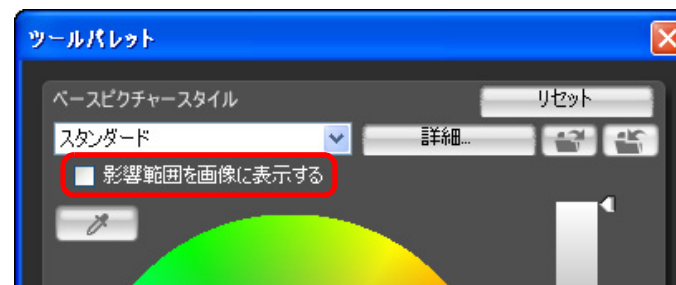 ツールパレット
ベースピクチャースタイル
リセット
スタンダード
詳細...
影響範囲を画像に表示する